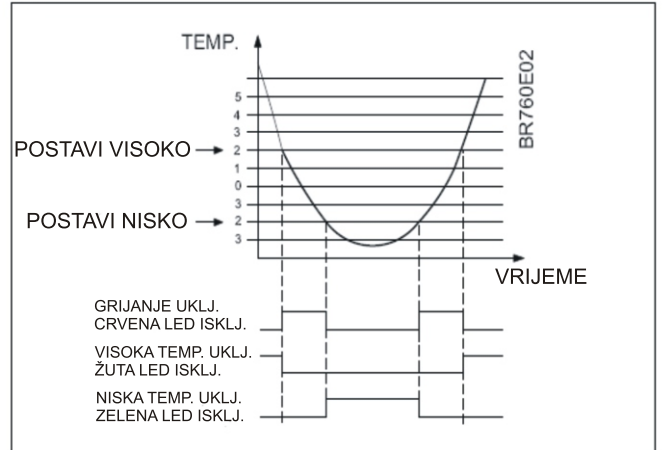 TEMP.
5
4
3
POSTAVI VISOKO 2
1
0
3
POSTAVI NISKO 2
3
VRIJEME
BR760E02
GRIJANJE UKLJ.
CRVENA LED ISKLJ.
VISOKA TEMP. UKLJ.
ŽUTA LED ISKLJ.
NISKA TEMP. UKLJ.
ZELENA LED ISKLJ.